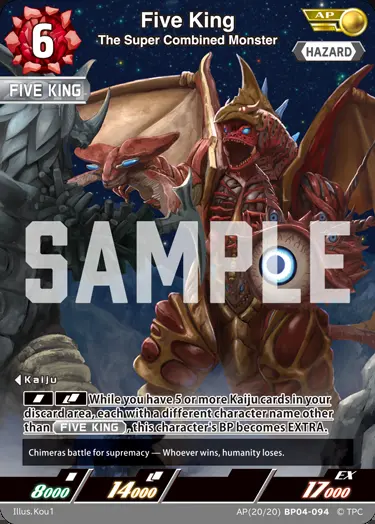 Five King
The Super Combined Monster
6
AP
HAZARD
FIVE KING
SAMPLE
Kaiju
While you have 5 or more Kaiju cards in your
discard area, each with a different character name other
than FIVE KING, this character's BP becomes EXTRA.
Chimeras battle for supremacy — Whoever wins, humanity loses.
8000
14000
EX
17000
Illus.Kou1
AP(20/20) BP04-094 © TPC